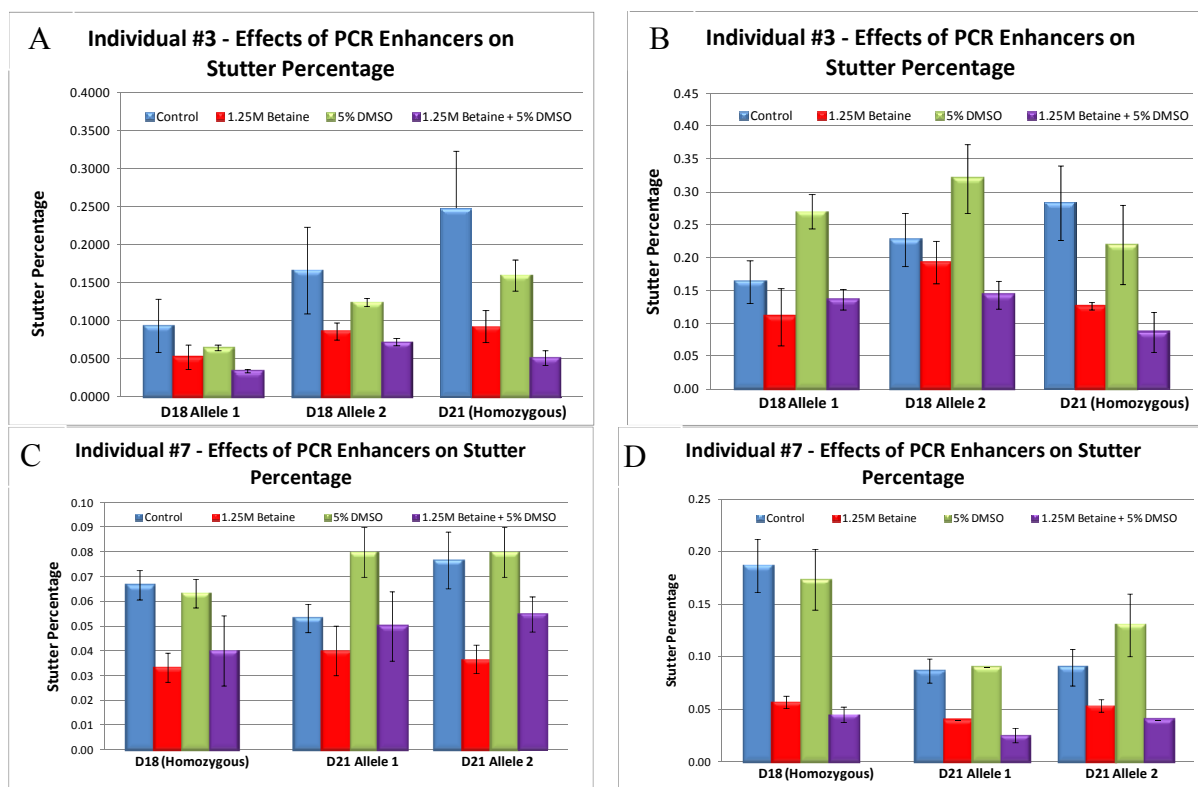 A
Individual #3 - Effects of PCR Enhancers on
Stutter Percentage
Control
1.25M Betaine
5% DMSO
1.25M Betaine + 5% DMSO
Stutter Percentage
0.4000
0.3500
0.3000
0.2500
0.2000
0.1500
0.1000
0.0500
0.0000
D18 Allele 1
D18 Allele 2
D21 (Homozygous)
B
Individual #3 - Effects of PCR Enhancers on
Stutter Percentage
Control
1.25M Betaine
5% DMSO
1.25M Betaine + 5% DMSO
Stutter Percentage
0.45
0.40
0.35
0.30
0.25
0.20
0.15
0.10
0.05
0.00
D18 Allele 1
D18 Allele 2
D21 (Homozygous)
C
Individual #7 - Effects of PCR Enhancers on Stutter
Percentage
Control
1.25M Betaine
5% DMSO
1.25M Betaine + 5% DMSO
Stutter Percentage
0.10
0.09
0.08
0.07
0.06
0.05
0.04
0.03
0.02
0.01
0.00
D18 (Homozygous)
D21 Allele 1
D21 Allele 2
D
Individual #7 - Effects of PCR Enhancers on Stutter
Percentage
Control
1.25M Betaine
5% DMSO
1.25M Betaine + 5% DMSO
Stutter Percentage
0.25
0.20
0.15
0.10
0.05
0.00
D18 (Homozygous)
D21 Allele 1
D21 Allele 2